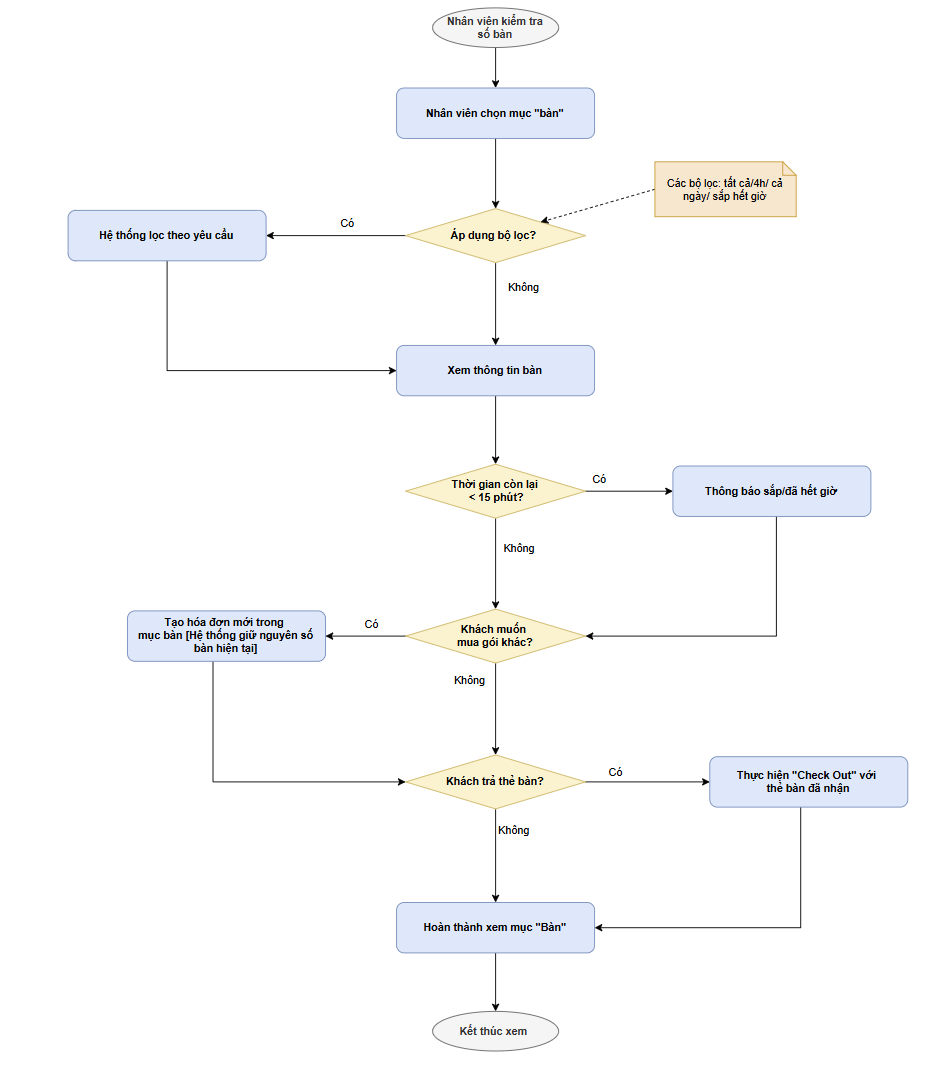 Nhân viên kiểm tra
số bàn
Nhân viên chọn mục "bàn"
Các bộ lọc: tất cả/4h/ cả
ngày/ sắp hết giờ
Áp dụng bộ lọc?
Có
Hệ thống lọc theo yêu cầu
Không
Xem thông tin bàn
Thời gian còn lại
< 15 phút?
Có
Thông báo sắp/đã hết giờ
Không
Khách muốn
mua gói khác?
Có
Tạo hóa đơn mới trong
mục bàn [Hệ thống giữ nguyên số
bàn hiện tại]
Không
Khách trả thẻ bàn?
Có
Thực hiện "Check Out" với
thẻ bàn đã nhận
Không
Hoàn thành xem mục "Bàn"
Kết thúc xem